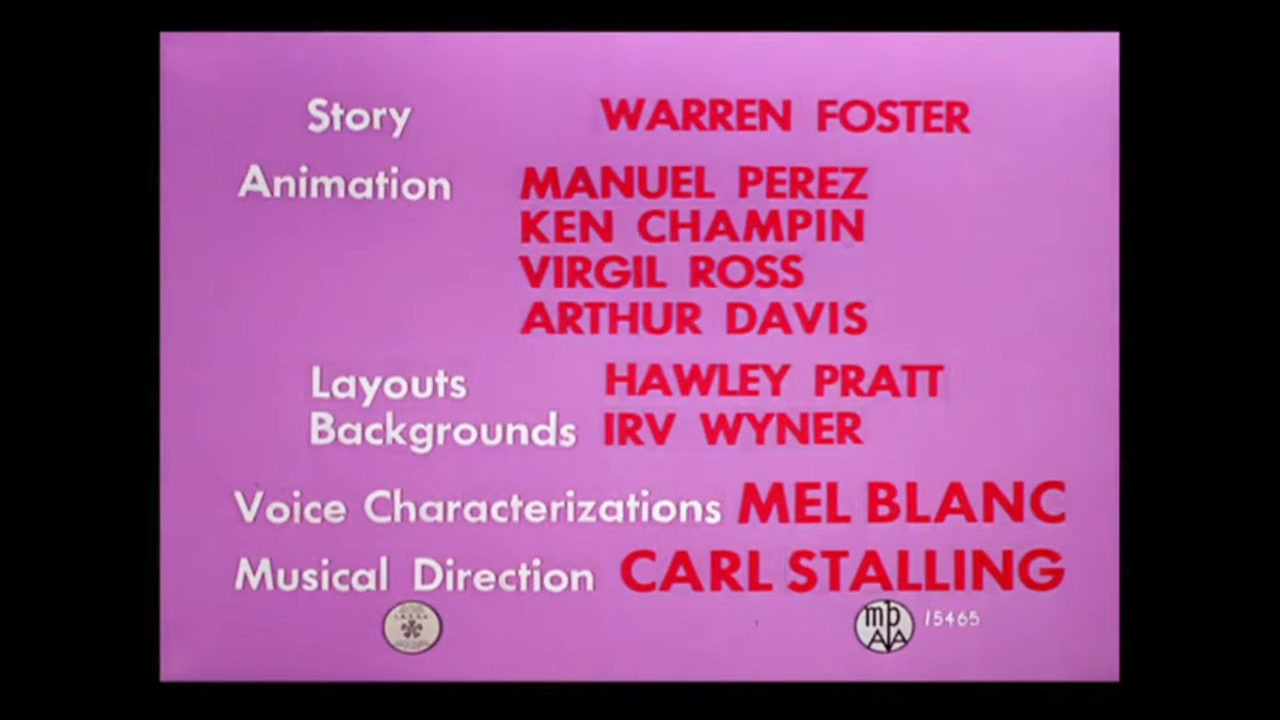 Story WARREN FOSTER
Animation MANUEL PEREZ
KEN CHAMPIN
VIRGIL ROSS
ARTHUR DAVIS
Layouts HAWLEY PRATT
Backgrounds IRV WYNER
Voice Characterizations MEL BLANC
Musical Direction CARL STALLING
mpAA 15465